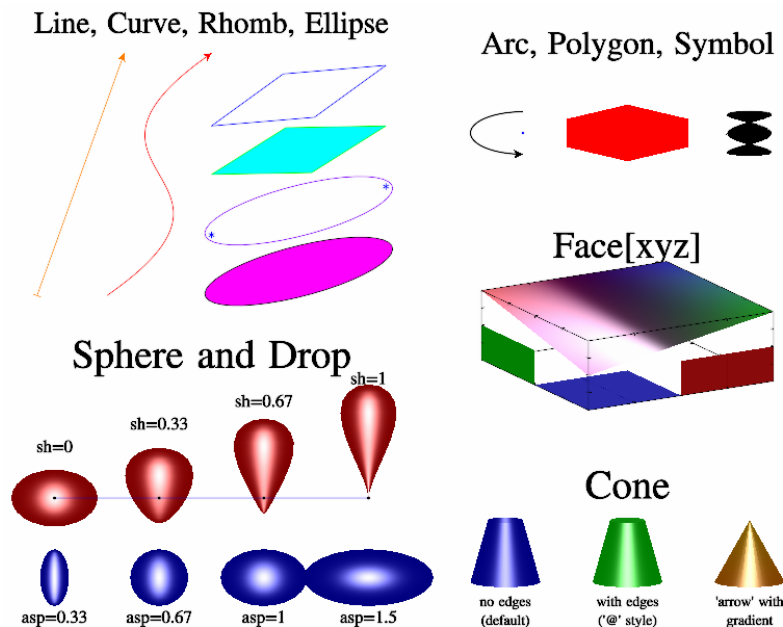 Line, Curve, Rhomb, Ellipse
Arc, Polygon, Symbol
*
*
Face[xyz]
Sphere and Drop
sh=0
sh=0.33
sh=0.67
sh=1
asp=0.33
asp=0.67
asp=1
asp=1.5
Cone
no edges
(default)
with edges
('@' style)
'arrow' with
gradient